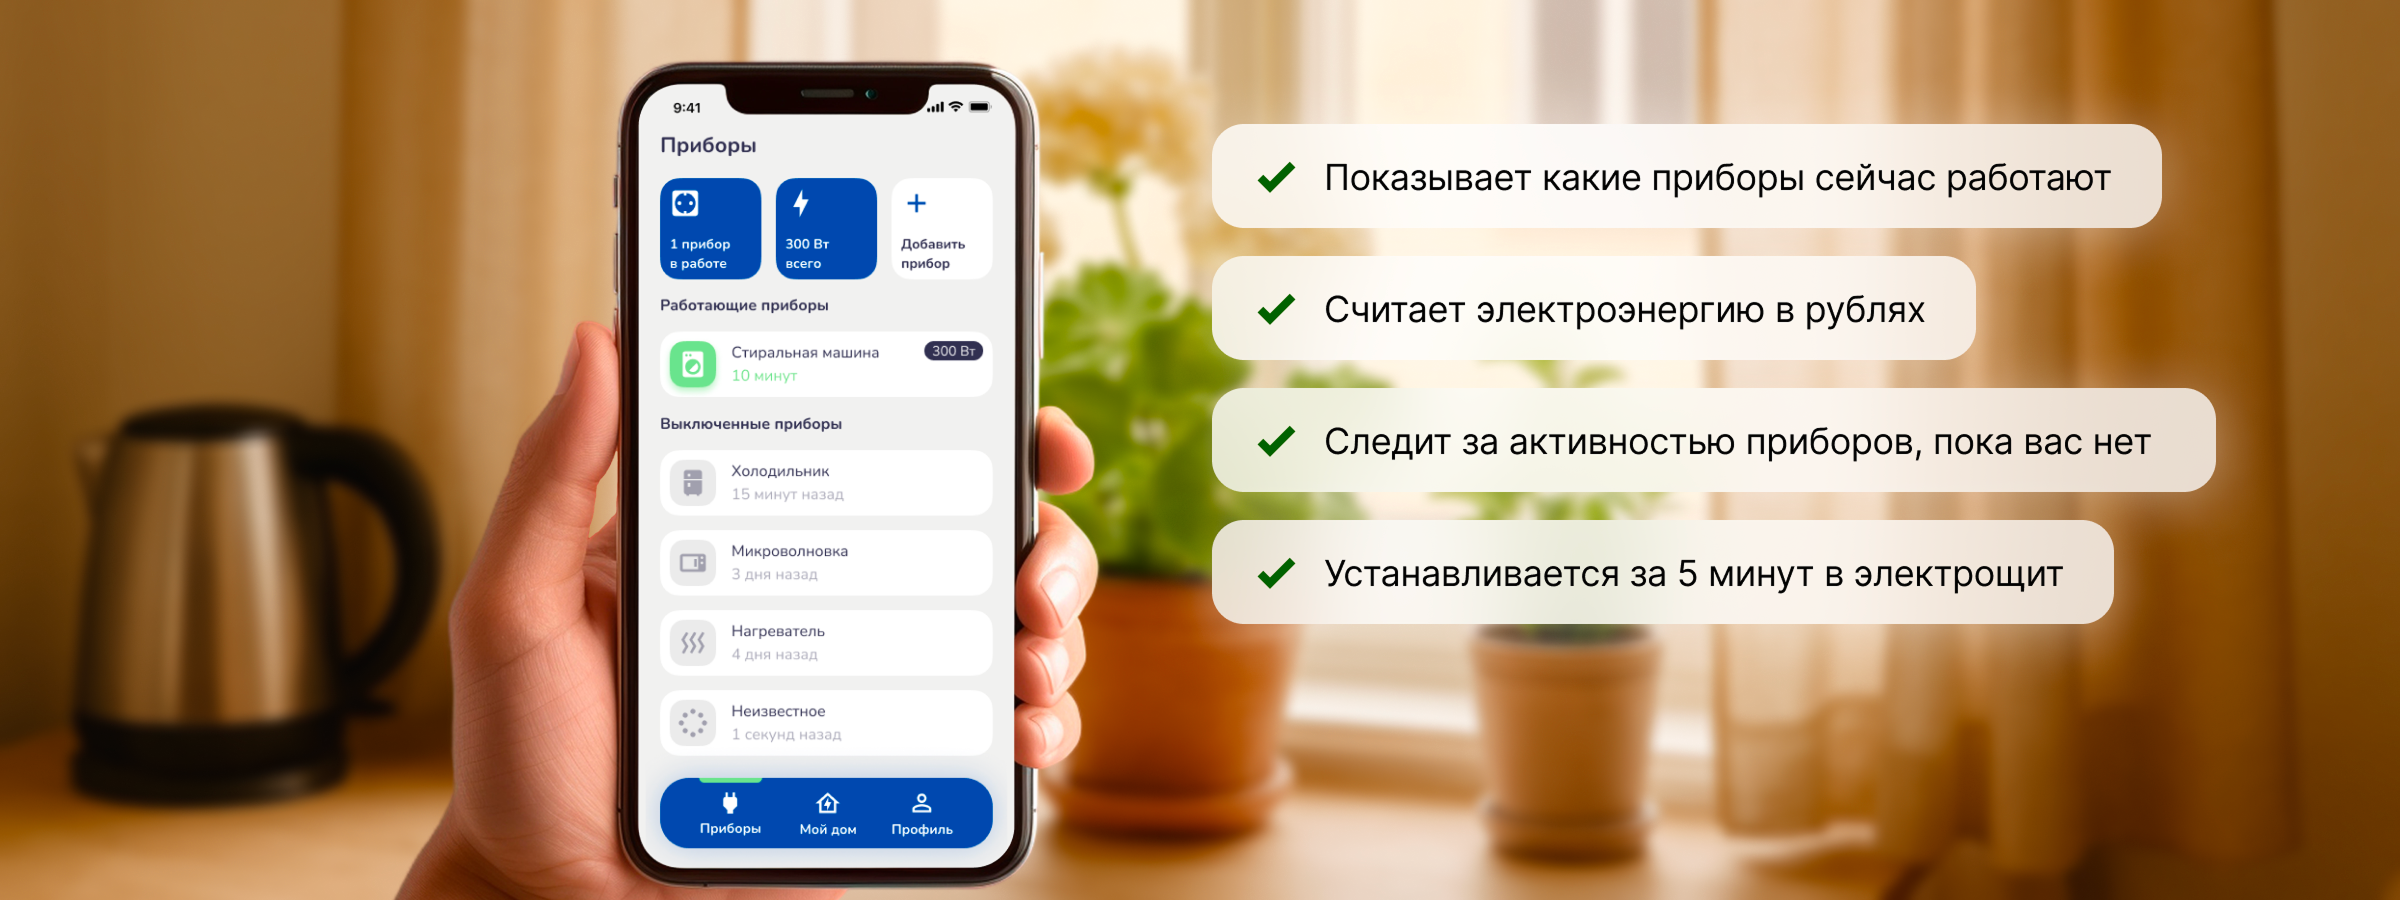 9:41
Приборы
1 прибор
в работе
300 Вт
всего
Добавить
прибор
Работающие приборы
Стиральная машина
300 Вт
10 минут
Выключенные приборы
Холодильник
15 минут назад
Микроволновка
3 дня назад
Нагреватель
4 дня назад
Неизвестное
1 секунд назад
Приборы
Мой дом
Профиль
Показывает какие приборы сейчас работают
Считает электроэнергию в рублях
Следит за активностью приборов, пока вас нет
Устанавливается за 5 минут в электрощит